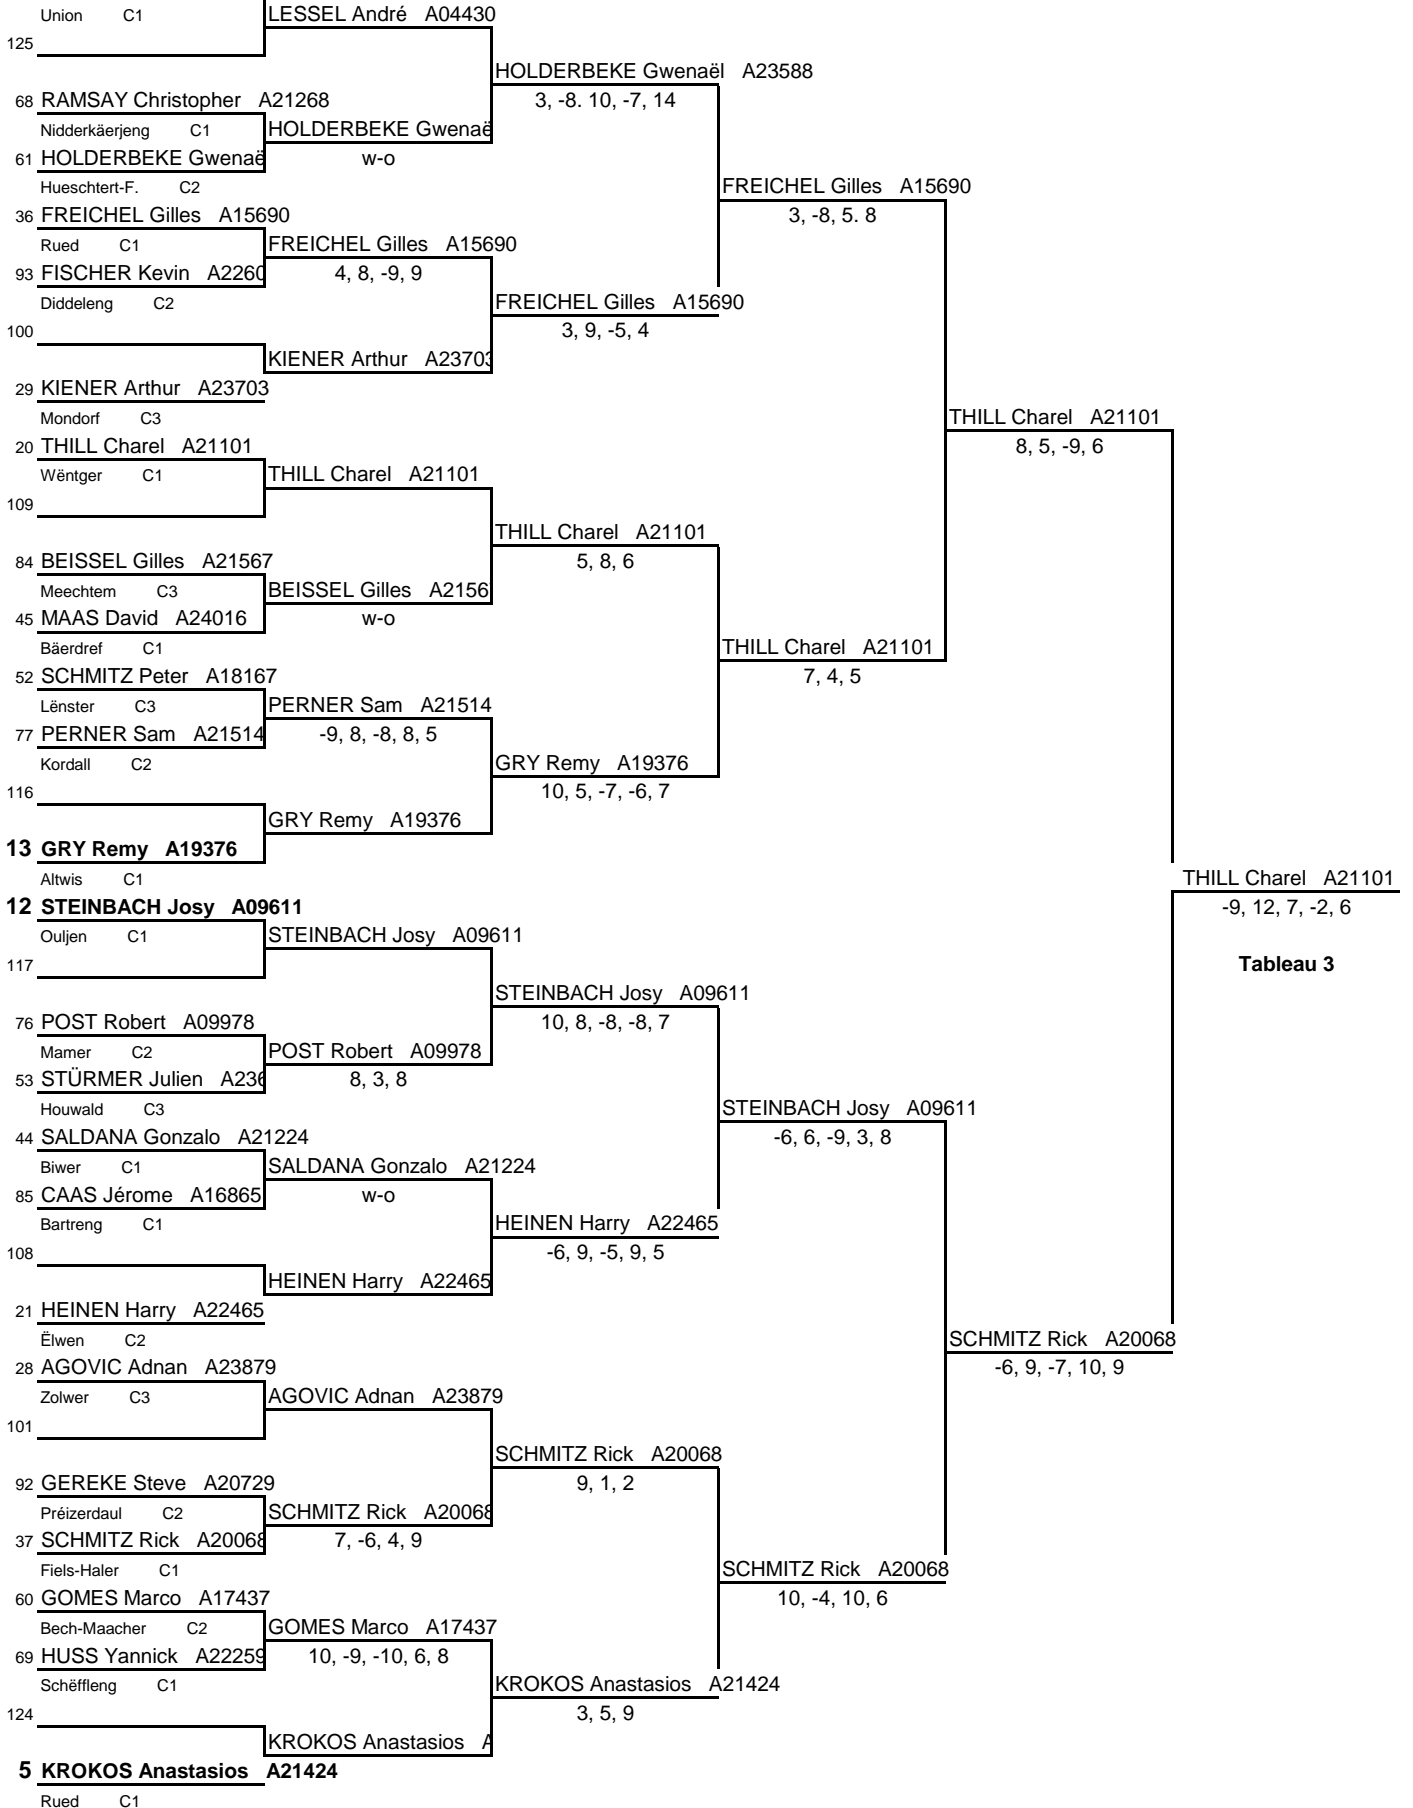 Union C1 LESSEL André A04430
125
HOLDERBEKE Gwenaël A23588
68 RAMSAY Christopher A21268 3, -8. 10, -7, 14
Nidderkäerjeng C1 HOLDERBEKE Gwenaë
61 HOLDERBEKE Gwenaë w-o
Hueschtert-F. C2 FREICHEL Gilles A15690
36 FREICHEL Gilles A15690 3, -8, 5. 8
Rued C1 FREICHEL Gilles A15690
93 FISCHER Kevin A2260 4, 8, -9, 9
Diddeleng C2 FREICHEL Gilles A15690
100 3, 9, -5, 4
KIENER Arthur A23703
29 KIENER Arthur A23703
Mondorf C3 THILL Charel A21101
20 THILL Charel A21101 8, 5, -9, 6
Wëntger C1 THILL Charel A21101
109
THILL Charel A21101
84 BEISSEL Gilles A21567 5, 8, 6
Meechtem C3 BEISSEL Gilles A2156
45 MAAS David A24016 w-o
Bäerdref C1 THILL Charel A21101
52 SCHMITZ Peter A18167 7, 4, 5
Lënster C3 PERNER Sam A21514
77 PERNER Sam A21514 -9, 8, -8, 8, 5
Kordall C2 GRY Remy A19376
116 10, 5, -7, -6, 7
GRY Remy A19376
13 GRY Remy A19376
Altwis C1 THILL Charel A21101
12 STEINBACH Josy A09611 -9, 12, 7, -2, 6
Ouljen C1 STEINBACH Josy A09611
117 Tableau 3
STEINBACH Josy A09611
76 POST Robert A09978 10, 8, -8, -8, 7
Mamer C2 POST Robert A09978
53 STÜRMER Julien A236 8, 3, 8
Houwald C3 STEINBACH Josy A09611
44 SALDANA Gonzalo A21224 -6, 6, -9, 3, 8
Biwer C1 SALDANA Gonzalo A21224
85 CAAS Jérome A16865 w-o
Bartreng C1 HEINEN Harry A22465
108 -6, 9, -5, 9, 5
HEINEN Harry A22465
21 HEINEN Harry A22465
Ëlwen C2 SCHMITZ Rick A20068
28 AGOVIC Adnan A23879 -6, 9, -7, 10, 9
Zolwer C3 AGOVIC Adnan A23879
101
SCHMITZ Rick A20068
92 GEREKE Steve A20729 9, 1, 2
Préizerdaul C2 SCHMITZ Rick A20068
37 SCHMITZ Rick A20068 7, -6, 4, 9
Fiels-Haler C1 SCHMITZ Rick A20068
60 GOMES Marco A17437 10, -4, 10, 6
Bech-Maacher C2 GOMES Marco A17437
69 HUSS Yannick A22259 10, -9, -10, 6, 8
Schëffleng C1 KROKOS Anastasios A21424
124 3, 5, 9
KROKOS Anastasios A
5 KROKOS Anastasios A21424
Rued C1